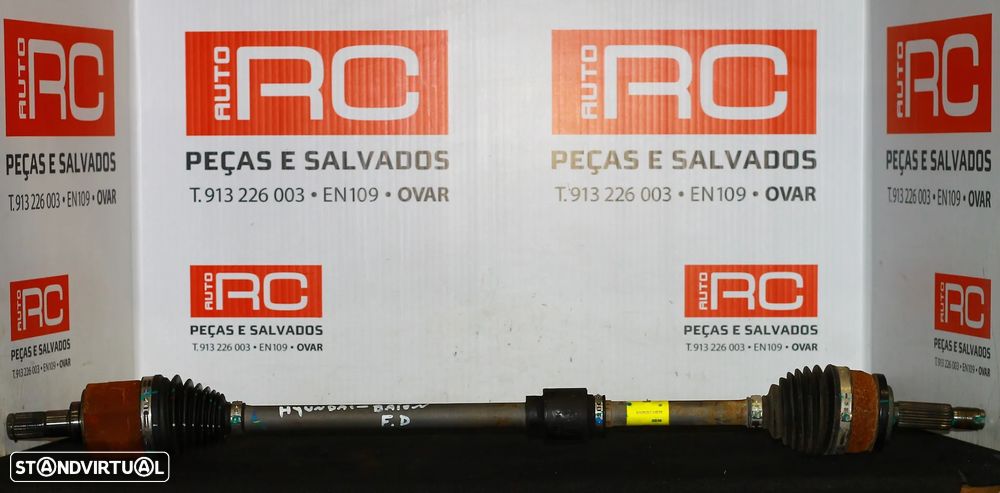 AUTO RC
PEÇAS E SALVADOS
T. 913 226 003 • EN109 • OVAR
AUTO RC
PEÇAS E SALVADOS
T. 913 226 003 • EN109 • OVAR
AUTO RC
PEÇAS E SALVADOS
T. 913 226 003 • EN109 • OVAR
AUTO RC
PEÇAS E SALVADOS
T. 913 226 003 • EN109 • OVAR
AUTO RC
PEÇAS E SALVADOS
T. 913 226 003 • EN109 • OVAR
AUTO RC
PEÇAS E SALVADOS
T. 913 226 003 • EN109 • OVAR
AUTO RC
PEÇAS E SALVADOS
T. 913 226 003 • EN109 • OVAR
AUTO RC
PEÇAS E SALVADOS
T. 913 226 003 • EN109 • OVAR
HYUNDAI-BAION
F.D
STANDVIRTUAL